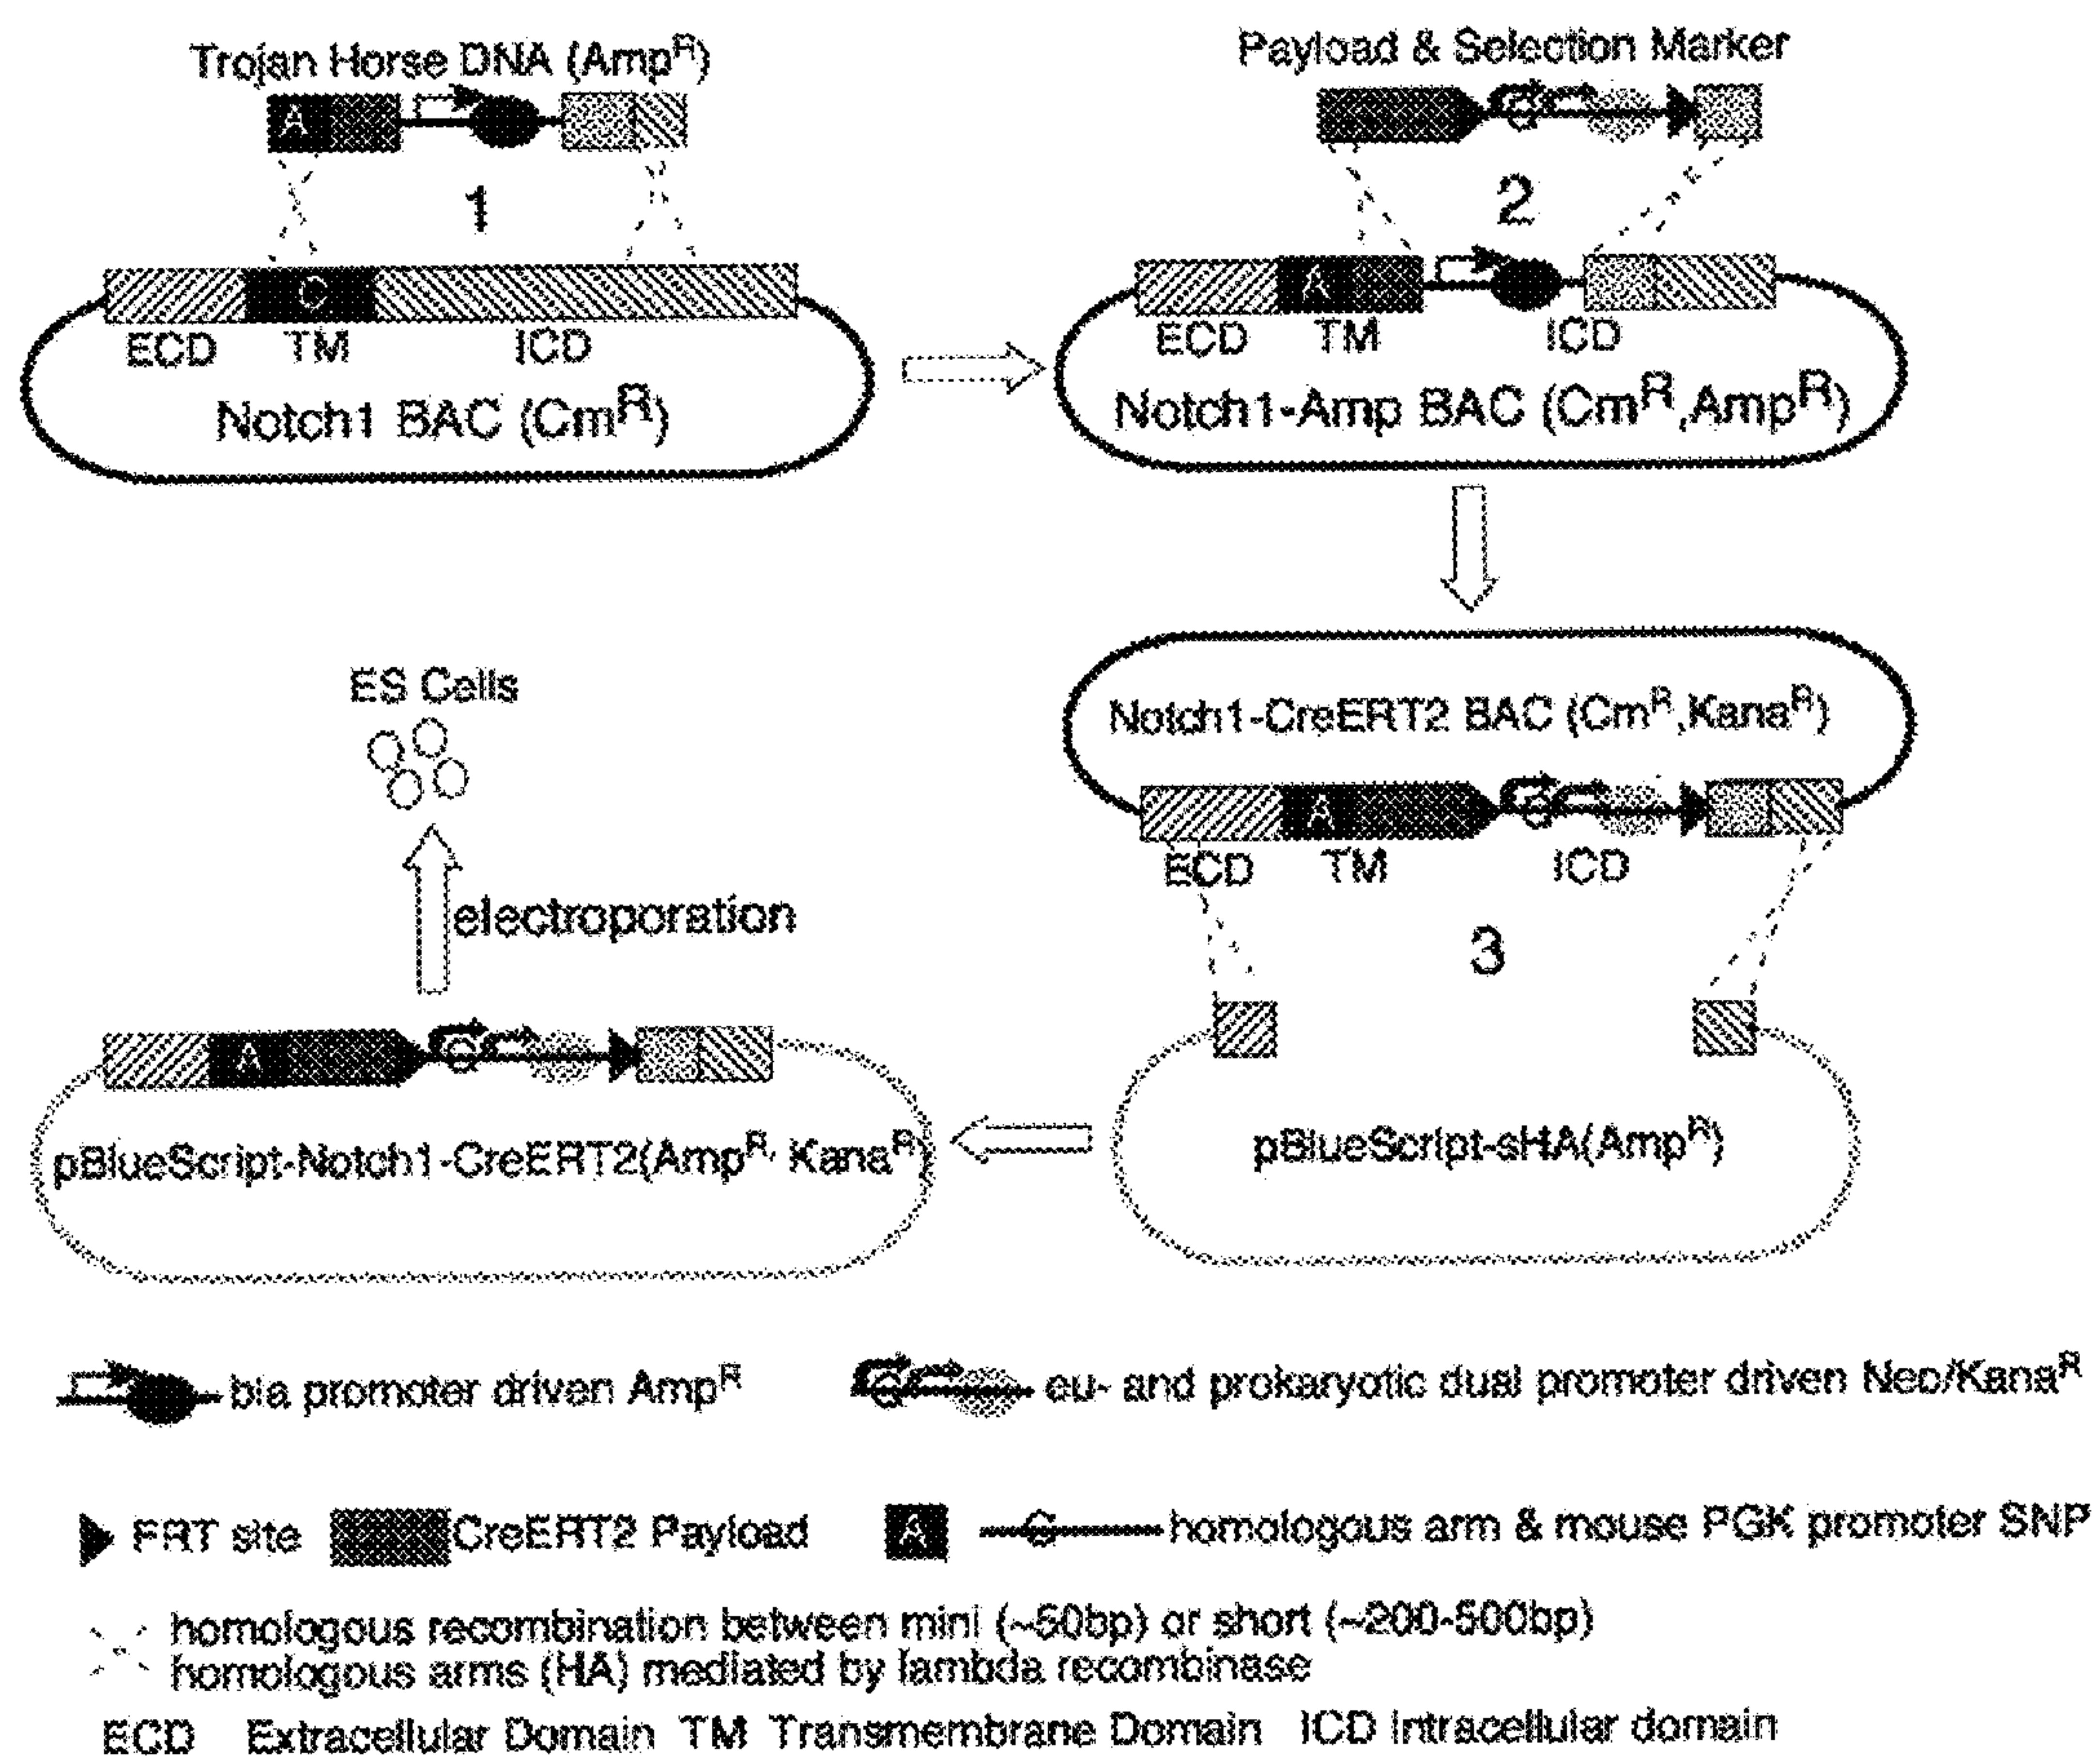 Trojan Horse DNA (Amp^R)
A
1
C
ECD TM ICD
Notch1 BAC (Cm^R)
Payload & Selection Marker
G
2
A
ECD TM ICD
Notch1-Amp BAC (Cm^R,Amp^R)
Notch1-CreERT2 BAC (Cm^R,Kana^R)
A G
ECD TM ICD
3
pBlueScript-sHA(Amp^R)
ES Cells
electroporation
A G
pBlueScript-Notch1-CreERT2(Amp^R, Kana^R)
bla promoter driven Amp^R
G eu- and prokaryotic dual promoter driven Neo/Kana^R
FRT site CreERT2 Payload A G homologous arm & mouse PGK promoter SNP
homologous recombination between mini (~50bp) or short (~200-500bp)
homologous arms (HA) mediated by lambda recombinase
ECD Extracellular Domain TM Transmembrane Domain ICD Intracellular domain